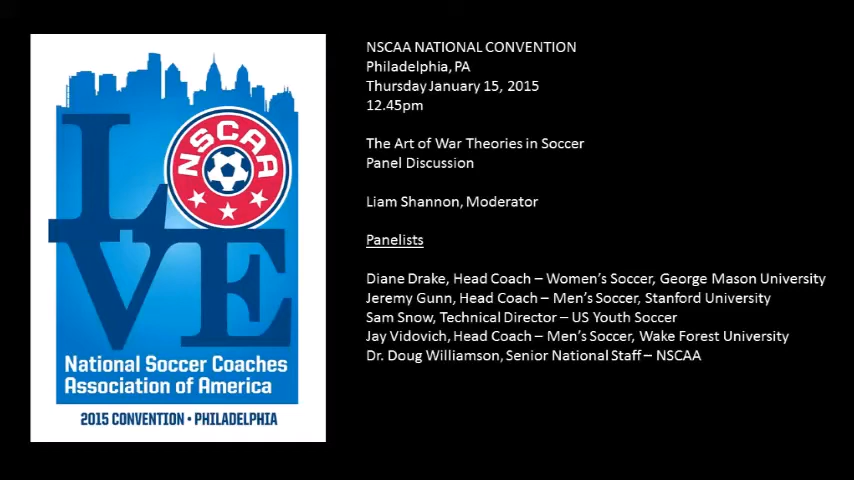 LOVE
NSCAA
National Soccer Coaches
Association of America
2015 CONVENTION • PHILADELPHIA
NSCAA NATIONAL CONVENTION
Philadelphia, PA
Thursday January 15, 2015
12.45pm
The Art of War Theories in Soccer
Panel Discussion
Liam Shannon, Moderator
Panelists
Diane Drake, Head Coach – Women's Soccer, George Mason University
Jeremy Gunn, Head Coach – Men's Soccer, Stanford University
Sam Snow, Technical Director – US Youth Soccer
Jay Vidovich, Head Coach – Men's Soccer, Wake Forest University
Dr. Doug Williamson, Senior National Staff – NSCAA